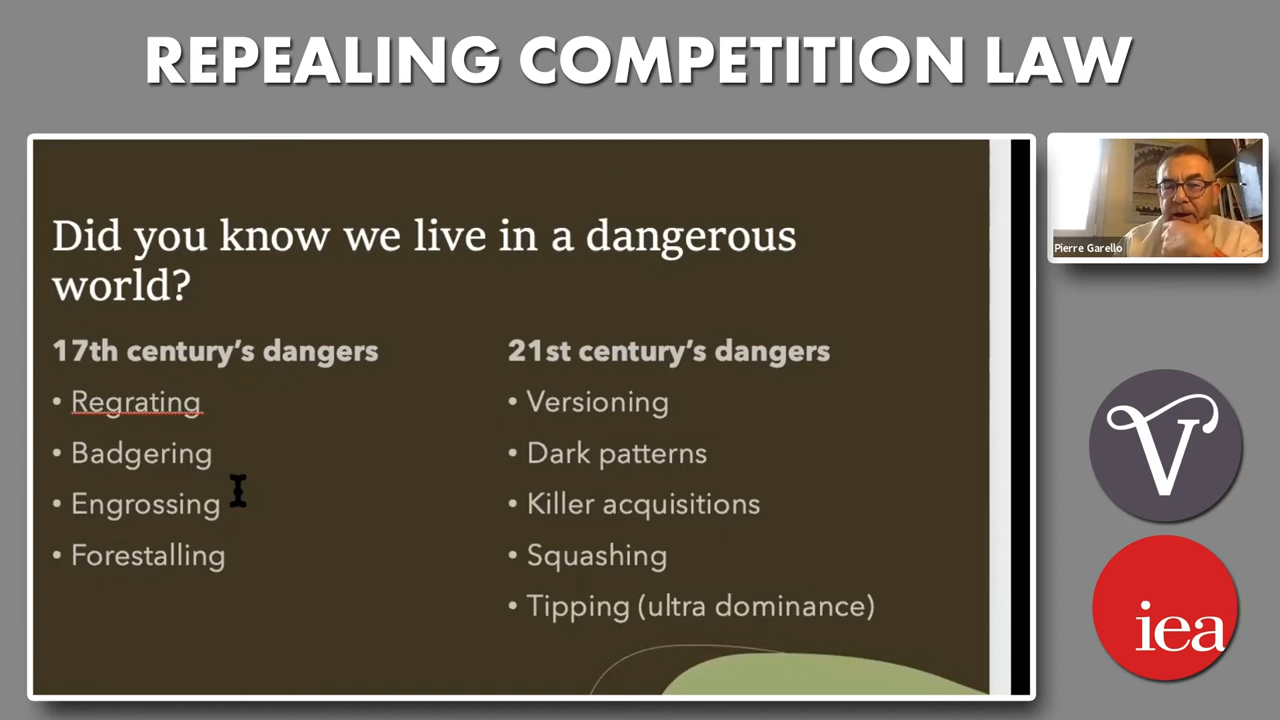 REPEALING COMPETITION LAW
Did you know we live in a dangerous
world?
17th century’s dangers
• Regrating
• Badgering
• Engrossing
• Forestalling
21st century’s dangers
• Versioning
• Dark patterns
• Killer acquisitions
• Squashing
• Tipping (ultra dominance)
Pierre Garello
V
iea